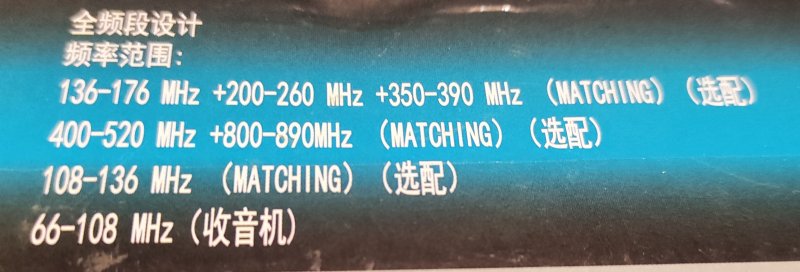 全频段设计
频率范围:
136-176 MHz +200-260 MHz +350-390 MHz (MATCHING) (选配)
400-520 MHz +800-890MHz (MATCHING) (选配)
108-136 MHz (MATCHING) (选配)
66-108 MHz (收音机)